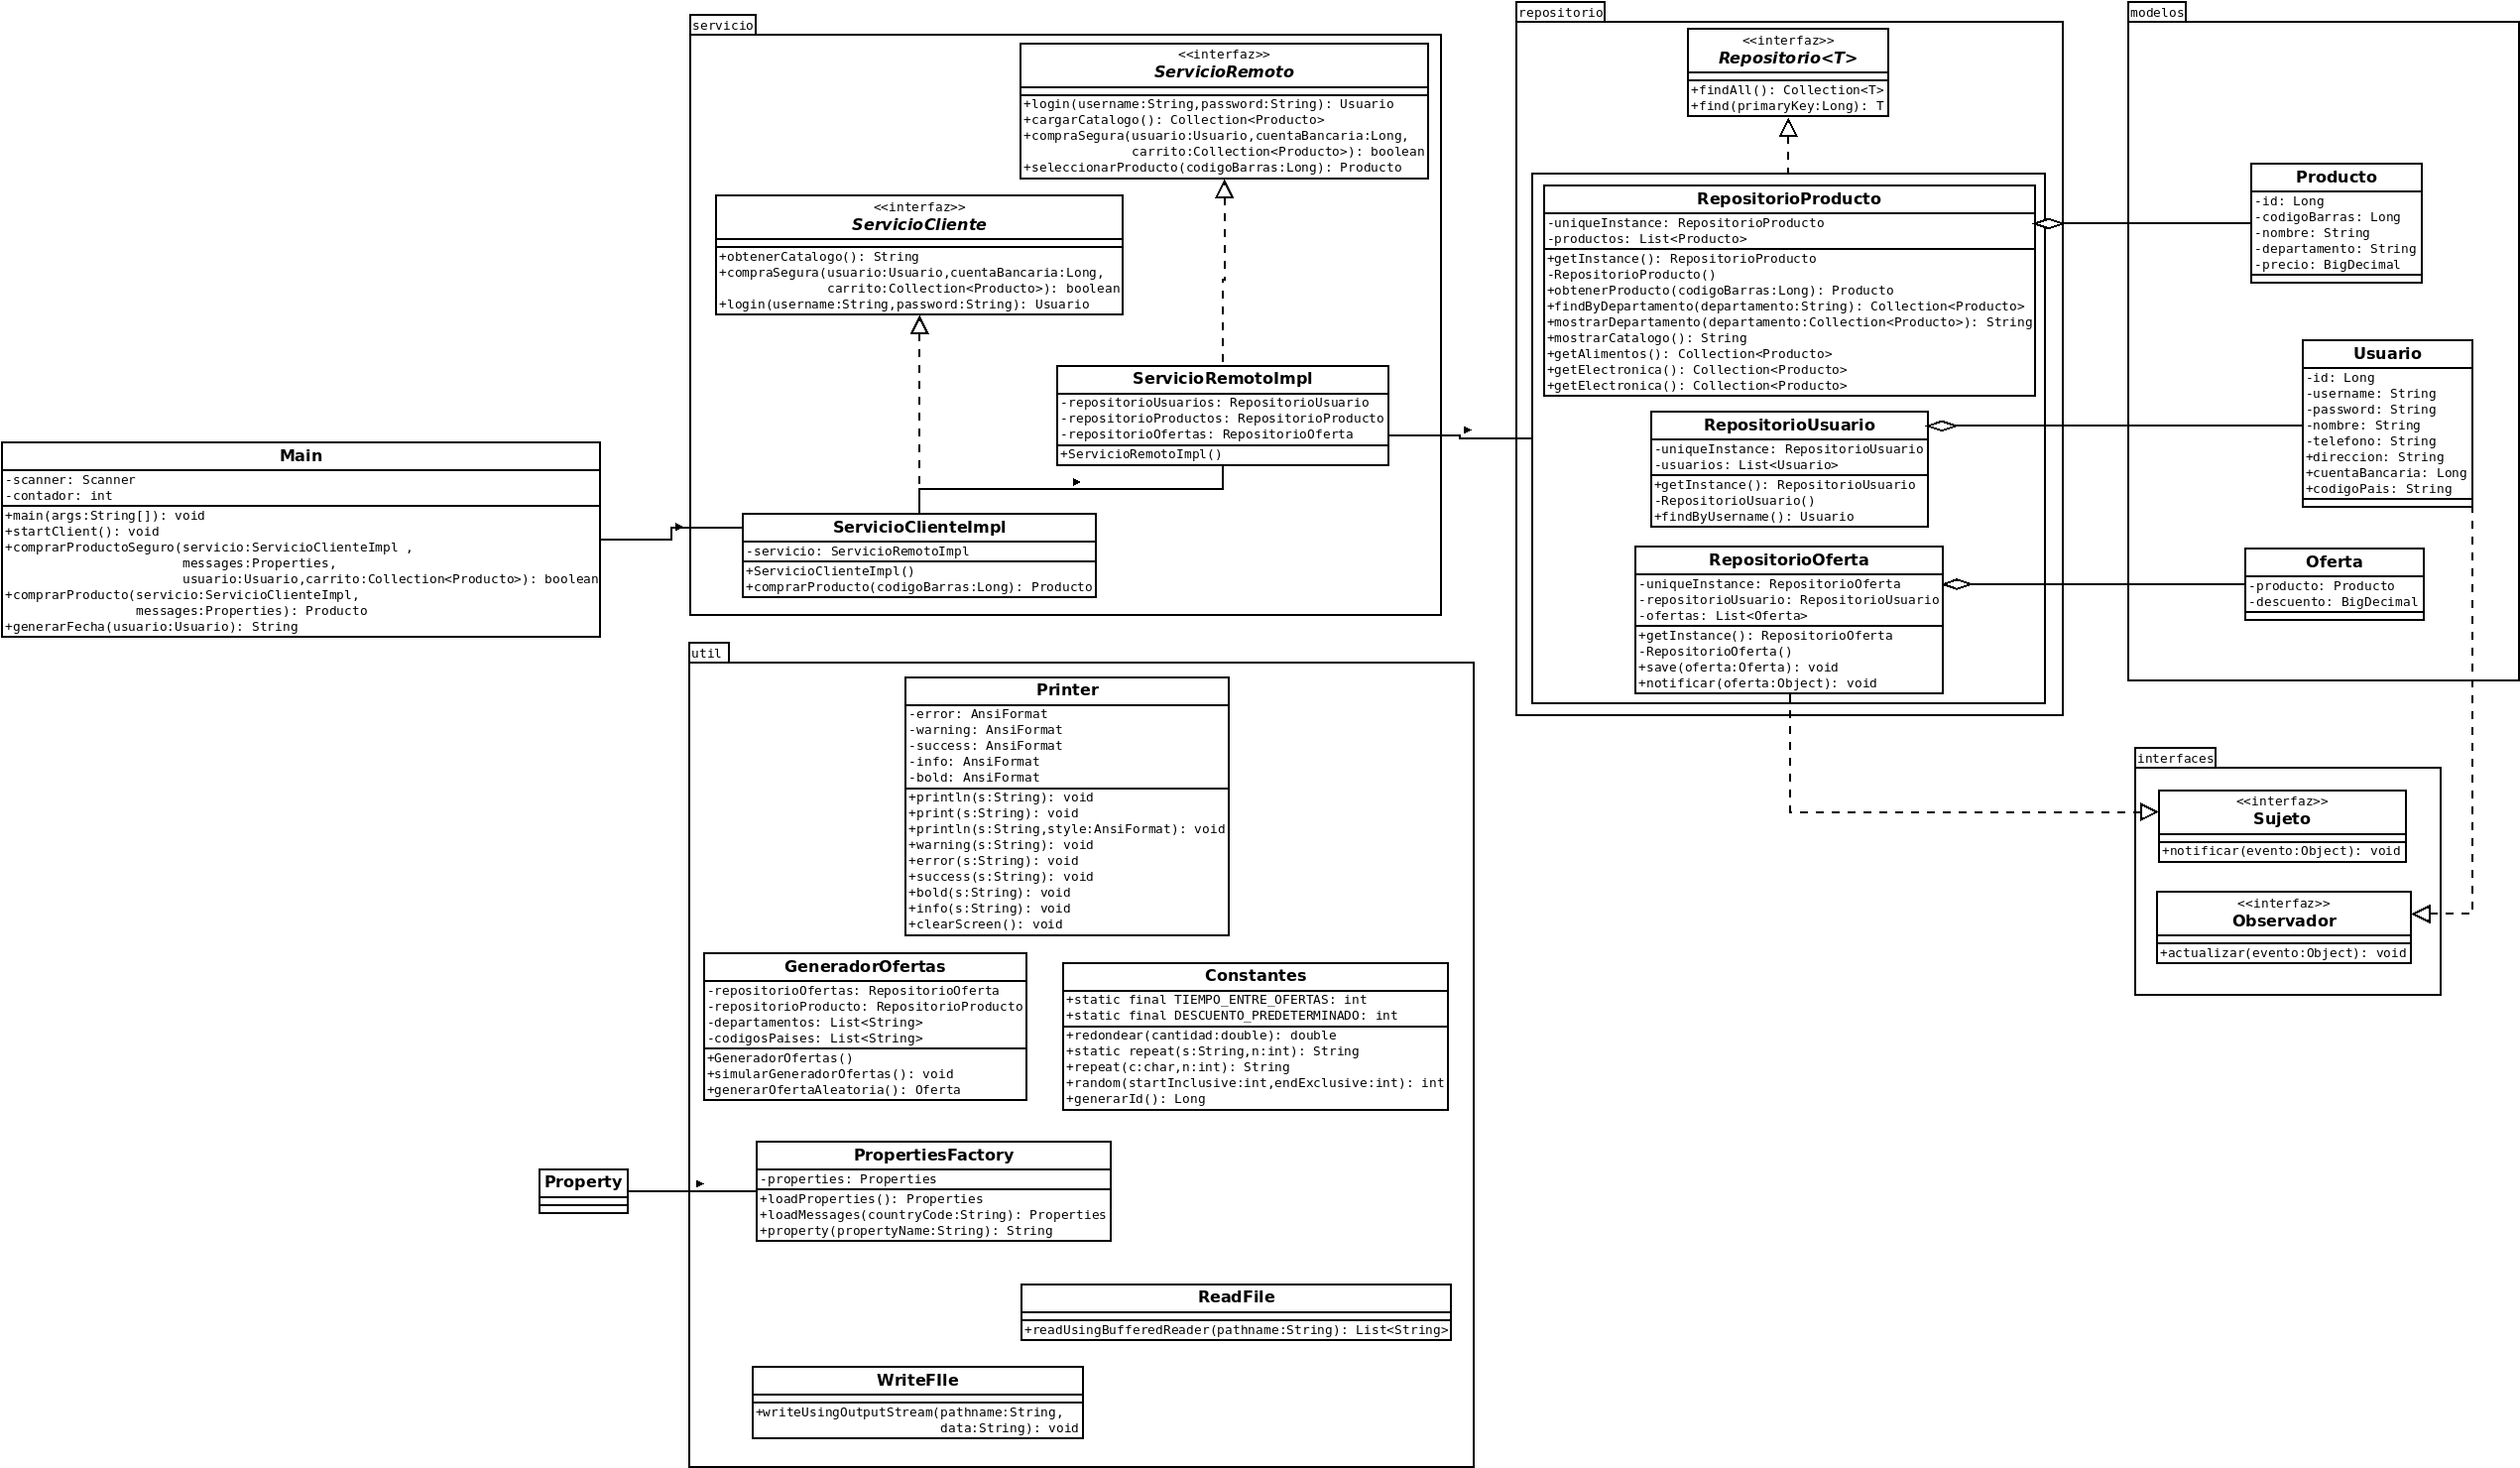 servicio
<<interfaz>>
ServicioRemoto
+login(username:String,password:String): Usuario
+cargarCatalogo(): Collection<Producto>
+compraSegura(usuario:Usuario,cuentaBancaria:Long,
carrito:Collection<Producto>): boolean
+seleccionarProducto(codigoBarras:Long): Producto
<<interfaz>>
ServicioCliente
+obtenerCatalogo(): String
+compraSegura(usuario:Usuario,cuentaBancaria:Long,
carrito:Collection<Producto>): boolean
+login(username:String,password:String): Usuario
ServicioRemotoImpl
-repositorioUsuarios: RepositorioUsuario
-repositorioProductos: RepositorioProducto
-repositorioOfertas: RepositorioOferta
+ServicioRemotoImpl()
Main
-scanner: Scanner
-contador: int
+main(args:String[]): void
+startClient(): void
+comprarProductoSeguro(servicio:ServicioClienteImpl ,
messages:Properties,
usuario:Usuario,carrito:Collection<Producto>): boolean
+comprarProducto(servicio:ServicioClienteImpl,
messages:Properties): Producto
+generarFecha(usuario:Usuario): String
ServicioClienteImpl
-servicio: ServicioRemotoImpl
+ServicioClienteImpl()
+comprarProducto(codigoBarras:Long): Producto
repositorio
<<interfaz>>
Repositorio<T>
+findAll(): Collection<T>
+find(primaryKey:Long): T
RepositorioProducto
-uniqueInstance: RepositorioProducto
-productos: List<Producto>
+getInstance(): RepositorioProducto
-RepositorioProducto()
+obtenerProducto(codigoBarras:Long): Producto
+findByDepartamento(departamento:String): Collection<Producto>
+mostrarDepartamento(departamento:Collection<Producto>): String
+mostrarCatalogo(): String
+getAlimentos(): Collection<Producto>
+getElectronica(): Collection<Producto>
+getElectronica(): Collection<Producto>
RepositorioUsuario
-uniqueInstance: RepositorioUsuario
-usuarios: List<Usuario>
+getInstance(): RepositorioUsuario
-RepositorioUsuario()
+findByUsername(): Usuario
RepositorioOferta
-uniqueInstance: RepositorioOferta
-repositorioUsuario: RepositorioUsuario
-ofertas: List<Oferta>
+getInstance(): RepositorioOferta
-RepositorioOferta()
+save(oferta:Oferta): void
+notificar(oferta:Object): void
modelos
Producto
-id: Long
-codigoBarras: Long
-nombre: String
-departamento: String
-precio: BigDecimal
Usuario
-id: Long
-username: String
-password: String
-nombre: String
-telefono: String
+direccion: String
+cuentaBancaria: Long
+codigoPais: String
Oferta
-producto: Producto
-descuento: BigDecimal
interfaces
<<interfaz>>
Sujeto
+notificar(evento:Object): void
<<interfaz>>
Observador
+actualizar(evento:Object): void
util
Printer
-error: AnsiFormat
-warning: AnsiFormat
-success: AnsiFormat
-info: AnsiFormat
-bold: AnsiFormat
+println(s:String): void
+print(s:String): void
+println(s:String,style:AnsiFormat): void
+warning(s:String): void
+error(s:String): void
+success(s:String): void
+bold(s:String): void
+info(s:String): void
+clearScreen(): void
GeneradorOfertas
-repositorioOfertas: RepositorioOferta
-repositorioProducto: RepositorioProducto
-departamentos: List<String>
-codigosPaises: List<String>
+GeneradorOfertas()
+simularGeneradorOfertas(): void
+generarOfertaAleatoria(): Oferta
Constantes
+static final TIEMPO_ENTRE_OFERTAS: int
+static final DESCUENTO_PREDETERMINADO: int
+redondear(cantidad:double): double
+static repeat(s:String,n:int): String
+repeat(c:char,n:int): String
+random(startInclusive:int,endExclusive:int): int
+generarId(): Long
Property
PropertiesFactory
-properties: Properties
+loadProperties(): Properties
+loadMessages(countryCode:String): Properties
+property(propertyName:String): String
ReadFile
+readUsingBufferedReader(pathname:String): List<String>
WriteFIle
+writeUsingOutputStream(pathname:String,
data:String): void